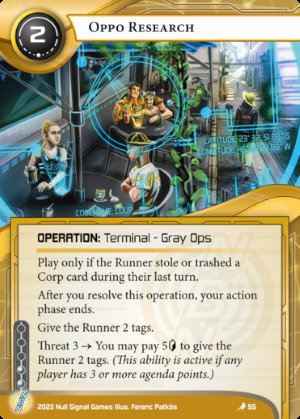 2
Oppo Research
OPERATION: Terminal - Gray Ops
Play only if the Runner stole or trashed a
Corp card during their last turn.
After you resolve this operation, your action
phase ends.
Give the Runner 2 tags.
Threat 3 → You may pay 5 to give the
Runner 2 tags. (This ability is active if any
player has 3 or more agenda points.)
2023 Null Signal Games Illus. Ferenc Patkós
55